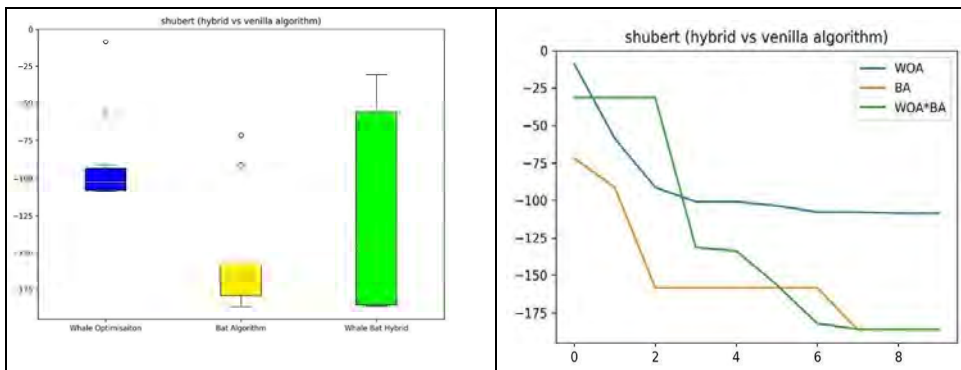 shubert (hybrid vs venilla algorithm)
0
−25
−50
−75
−100
−125
Whale Optimisaiton
Bat Algorithm
Whale Bat Hybrid
shubert (hybrid vs venilla algorithm)
0
−25
−50
−75
−100
−125
−150
−175
0
2
4
6
8
WOA
BA
WOA*BA